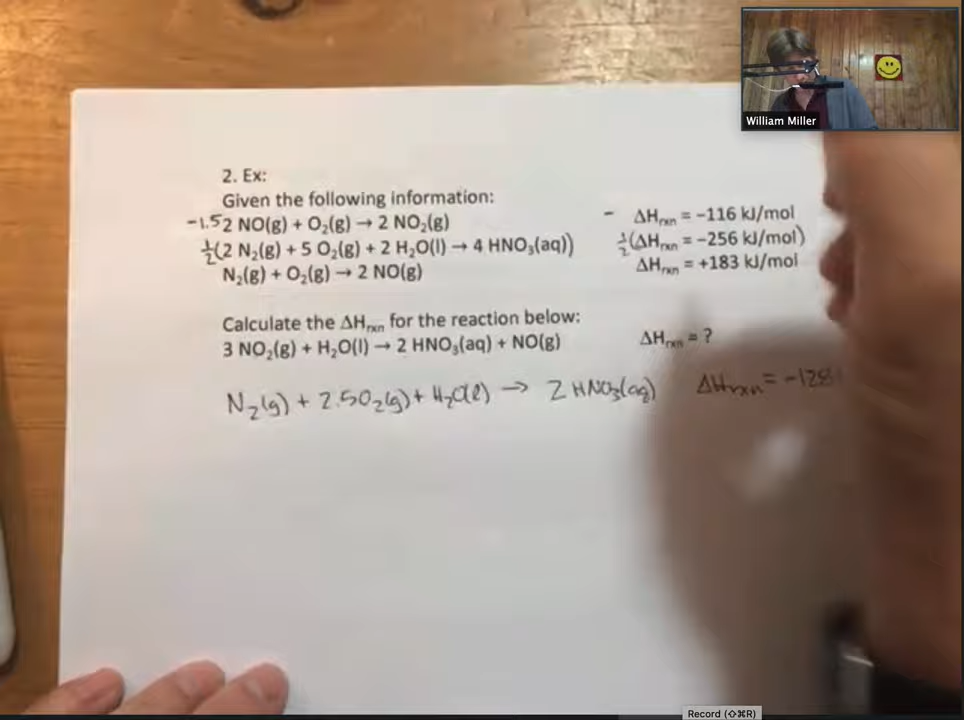 William Miller
2. Ex:
Given the following information:
-1.5 2 NO(g) + O₂(g) → 2 NO₂(g) - ΔHrxn = -116 kJ/mol
½(2 N₂(g) + 5 O₂(g) + 2 H₂O(l) → 4 HNO₃(aq)) ½(ΔHrxn = -256 kJ/mol)
N₂(g) + O₂(g) → 2 NO(g) ΔHrxn = +183 kJ/mol
Calculate the ΔHrxn for the reaction below:
3 NO₂(g) + H₂O(l) → 2 HNO₃(aq) + NO(g) ΔHrxn = ?
N₂(g) + 2.5O₂(g) + H₂O(l) → 2 HNO₃(aq) ΔHrxn = -128
Record (⇧⌘R)